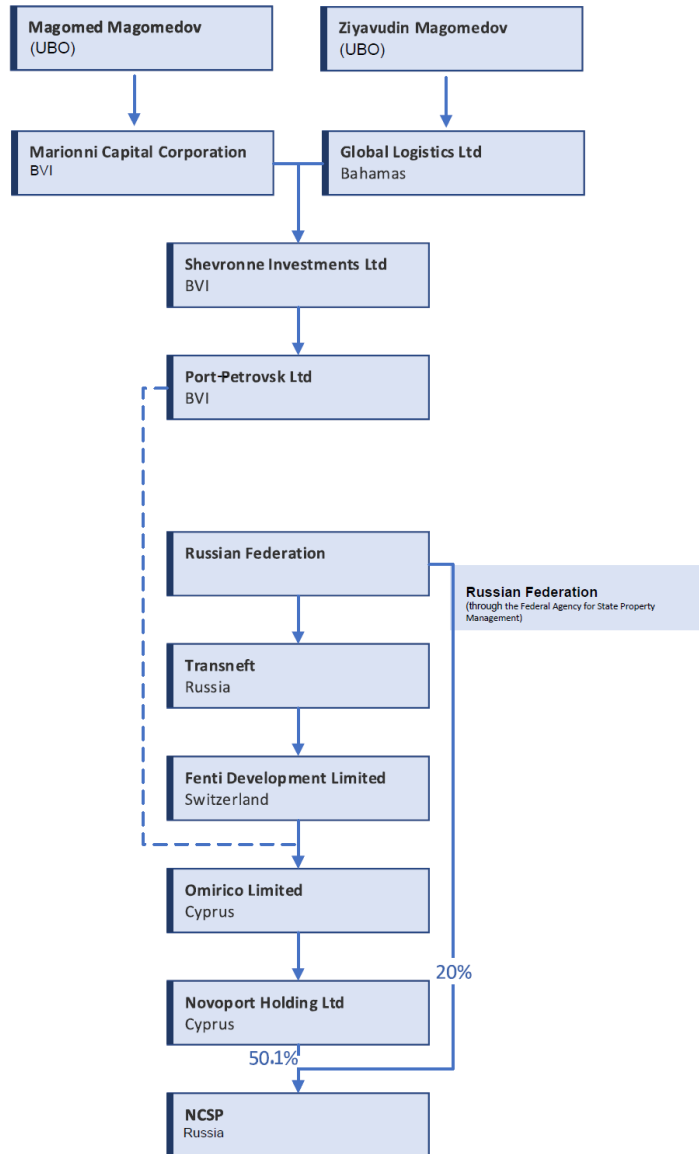 Magomed Magomedov
(UBO)
Ziyavudin Magomedov
(UBO)
Marionni Capital Corporation
BVI
Global Logistics Ltd
Bahamas
Shevronne Investments Ltd
BVI
Port-Petrovsk Ltd
BVI
Russian Federation
Russian Federation
(through the Federal Agency for State Property
Management)
Transneft
Russia
Fenti Development Limited
Switzerland
Omirico Limited
Cyprus
20%
Novoport Holding Ltd
Cyprus
50.1%
NCSP
Russia